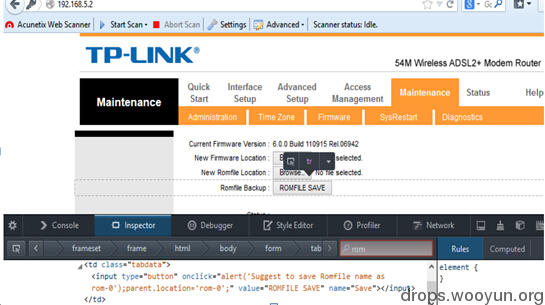 192.168.5.2
Go
Acunetix Web Scanner Start Scan Abort Scan Settings Advanced Scanner status: Idle.
TP-LINK®
54M Wireless ADSL2+ Modem Router
Maintenance
Quick Start
Interface Setup
Advanced Setup
Access Management
Maintenance
Status
Help
Administration Time Zone Firmware SysRestart Diagnostics
Current Firmware Version : 6.0.0 Build 110915 Rel.06942
New Firmware Location : selected.
tr
New Romfile Location : Browse... No file selected.
Romfile Backup : ROMFILE SAVE
Console Inspector Debugger Style Editor Profiler Network
frameset frame html body form tab rom Rules Computed
<td class="tabdata">
<input type="button" onclick="alert('Suggest to save RomFile name as
rom-0');parent.location='rom-0';" value="ROMFILE SAVE" name="Save"></input>
</td>
element {
}
drops.wooyun.org